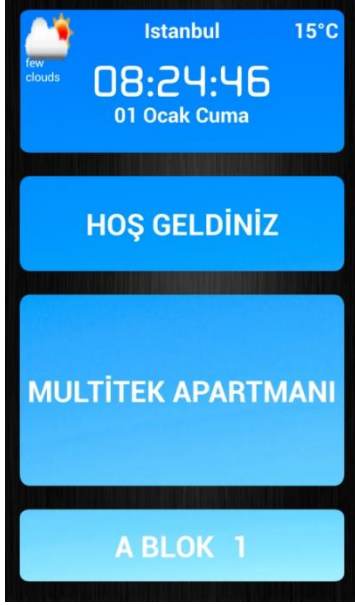 Istanbul 15°C
few
clouds
08:24:46
01 Ocak Cuma
HOŞ GELDİNİZ
MULTİTEK APARTMANI
A BLOK 1